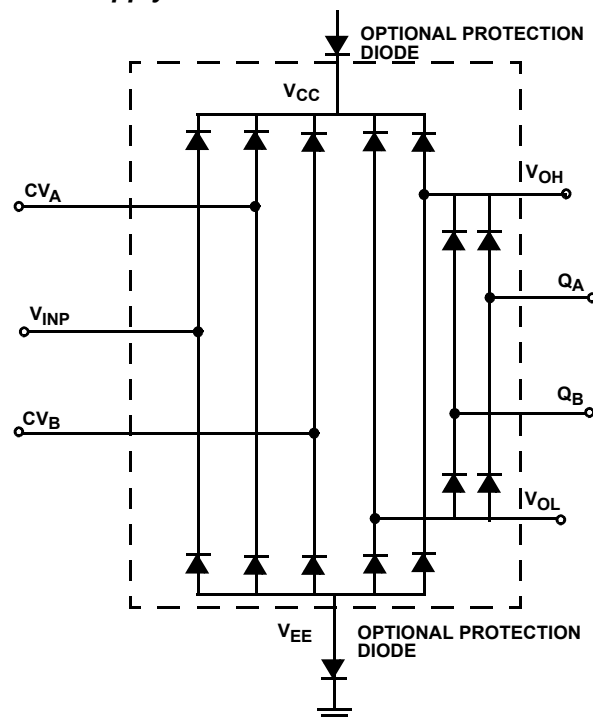 OPTIONAL PROTECTION
DIODE
VCC
CVA
VOH
QA
VINP
QB
CVB
VOL
VEE
OPTIONAL PROTECTION
DIODE